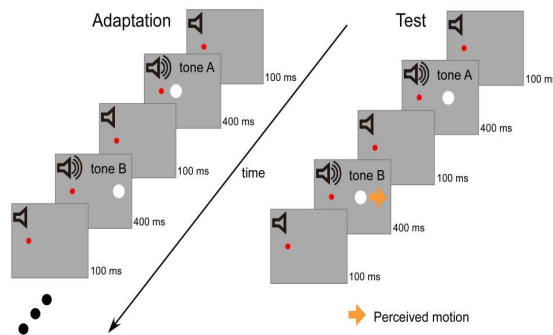 Adaptation
Test
100 ms
tone A
400 ms
100 ms
tone B
400 ms
100 ms
time
100 ms
tone A
400 ms
100 ms
tone B
400 ms
100 ms
Perceived motion